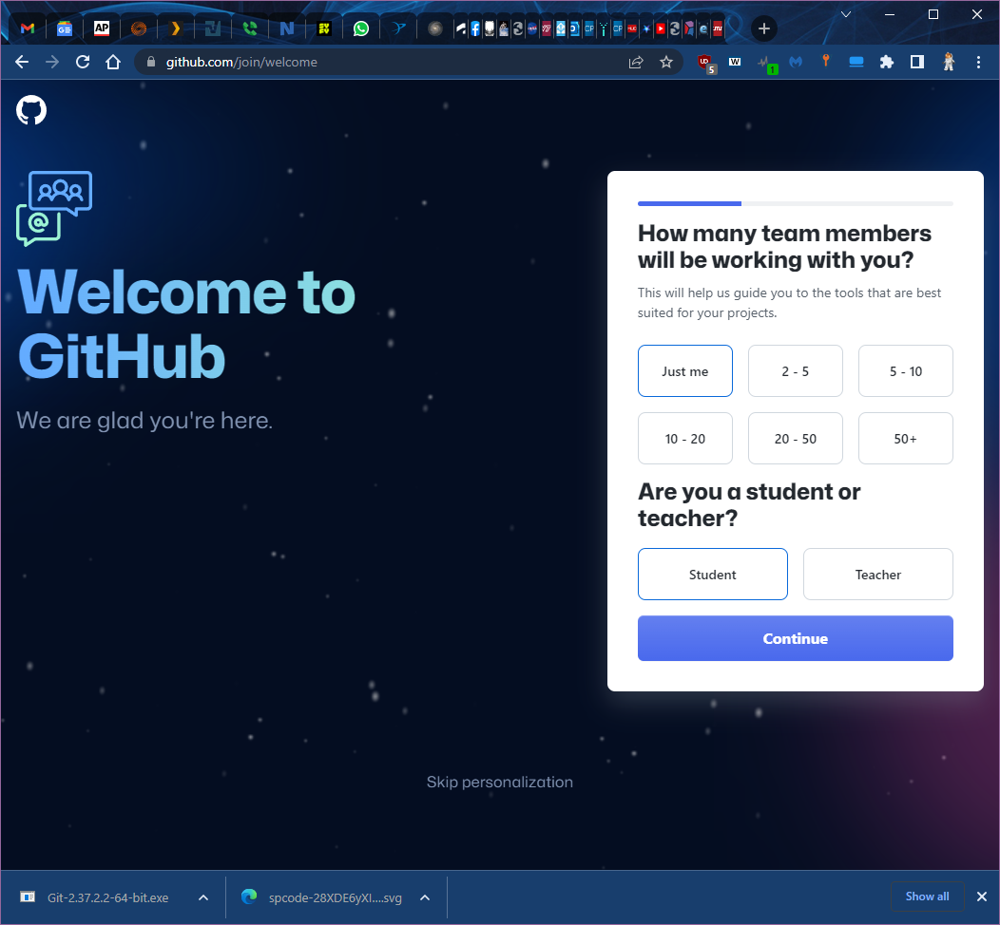 AP
github.com/join/welcome
5
W
1
Welcome to
GitHub
We are glad you're here.
How many team members
will be working with you?
This will help us guide you to the tools that are best
suited for your projects.
Just me
2 - 5
5 - 10
10 - 20
20 - 50
50+
Are you a student or
teacher?
Student
Teacher
Continue
Skip personalization
Git-2.37.2.2-64-bit.exe
spcode-28XDE6yXI....svg
Show all